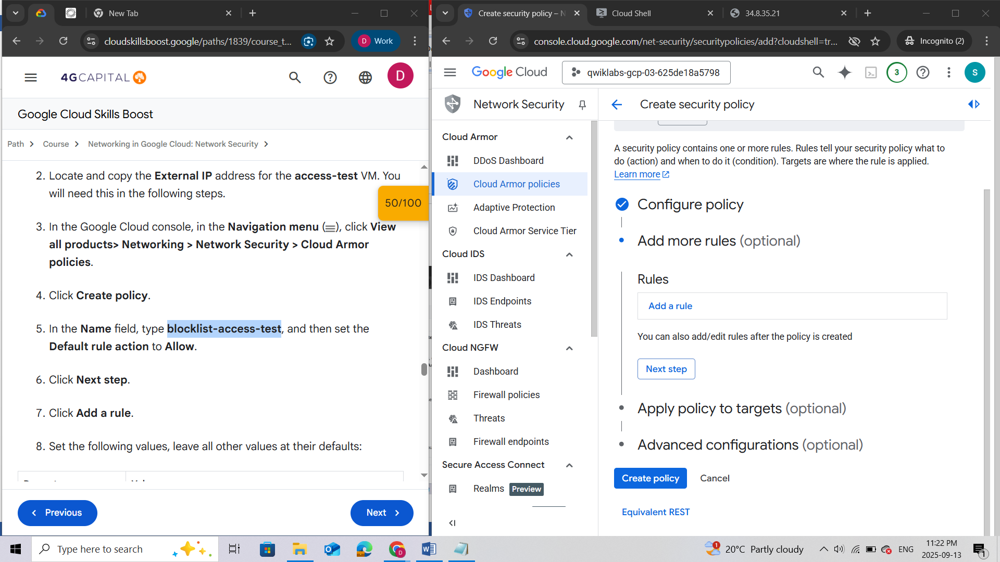 New Tab
cloudskillsboost.google/paths/1839/course_t...
D Work
4GCAPITAL
D
Google Cloud Skills Boost
Path > Course > Networking in Google Cloud: Network Security >
2. Locate and copy the External IP address for the access-test VM. You
will need this in the following steps.
50/100
3. In the Google Cloud console, in the Navigation menu (≡), click View
all products> Networking > Network Security > Cloud Armor
policies.
4. Click Create policy.
5. In the Name field, type blocklist-access-test, and then set the
Default rule action to Allow.
6. Click Next step.
7. Click Add a rule.
8. Set the following values, leave all other values at their defaults:
Previous
Next
Create security policy – N
Cloud Shell
34.8.35.21
console.cloud.google.com/net-security/securitypolicies/add?cloudshell=tr...
Incognito (2)
Google Cloud
qwiklabs-gcp-03-625de18a5798
3
S
Network Security
Create security policy
Cloud Armor
DDoS Dashboard
Cloud Armor policies
Adaptive Protection
Cloud Armor Service Tier
Cloud IDS
IDS Dashboard
IDS Endpoints
IDS Threats
Cloud NGFW
Dashboard
Firewall policies
Threats
Firewall endpoints
Secure Access Connect
Realms Preview
A security policy contains one or more rules. Rules tell your security policy what to
do (action) and when to do it (condition). Targets are where the rule is applied.
Learn more
Configure policy
Add more rules (optional)
Rules
Add a rule
You can also add/edit rules after the policy is created
Next step
Apply policy to targets (optional)
Advanced configurations (optional)
Create policy
Cancel
Equivalent REST
Type here to search
1
20°C Partly cloudy
ENG
11:22 PM
2025-09-13
1